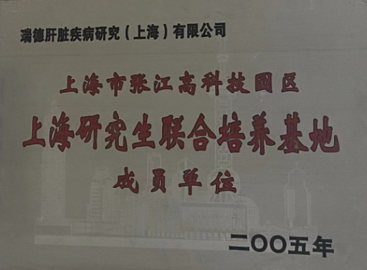 瑞德肝脏疾病研究(上海)有限公司
上海市张江高科技园区
上海研究生联合培养基地
成员单位
二〇〇五年